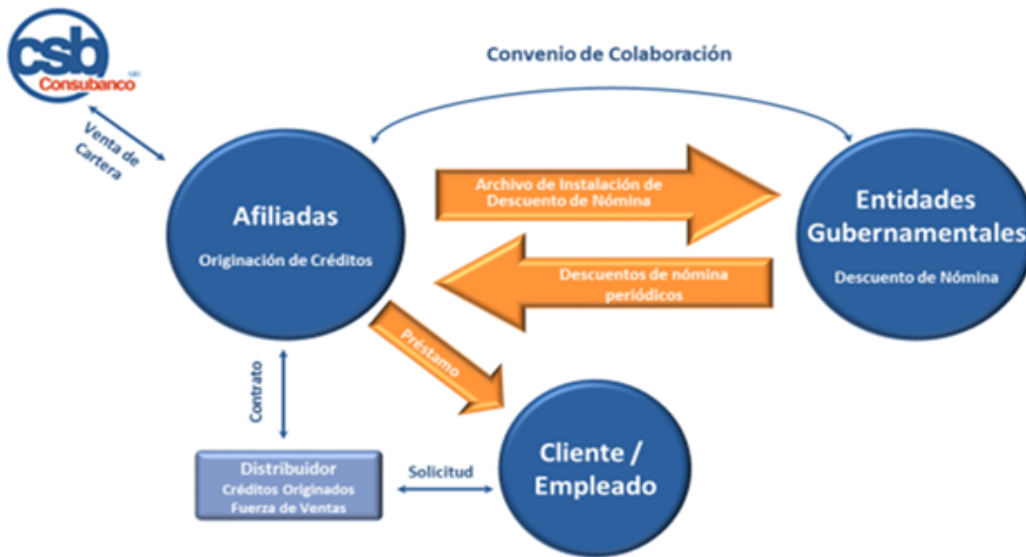 csb
Consubanco
Convenio de Colaboración
Venta de
Cartera
Afiliadas
Originación de Créditos
Archivo de Instalación de
Descuento de Nómina
Entidades
Gubernamentales
Descuento de Nómina
Descuentos de nómina
periódicos
Préstamo
Contrato
Distribuidor
Créditos Originados
Fuerza de Ventas
Solicitud
Cliente /
Empleado